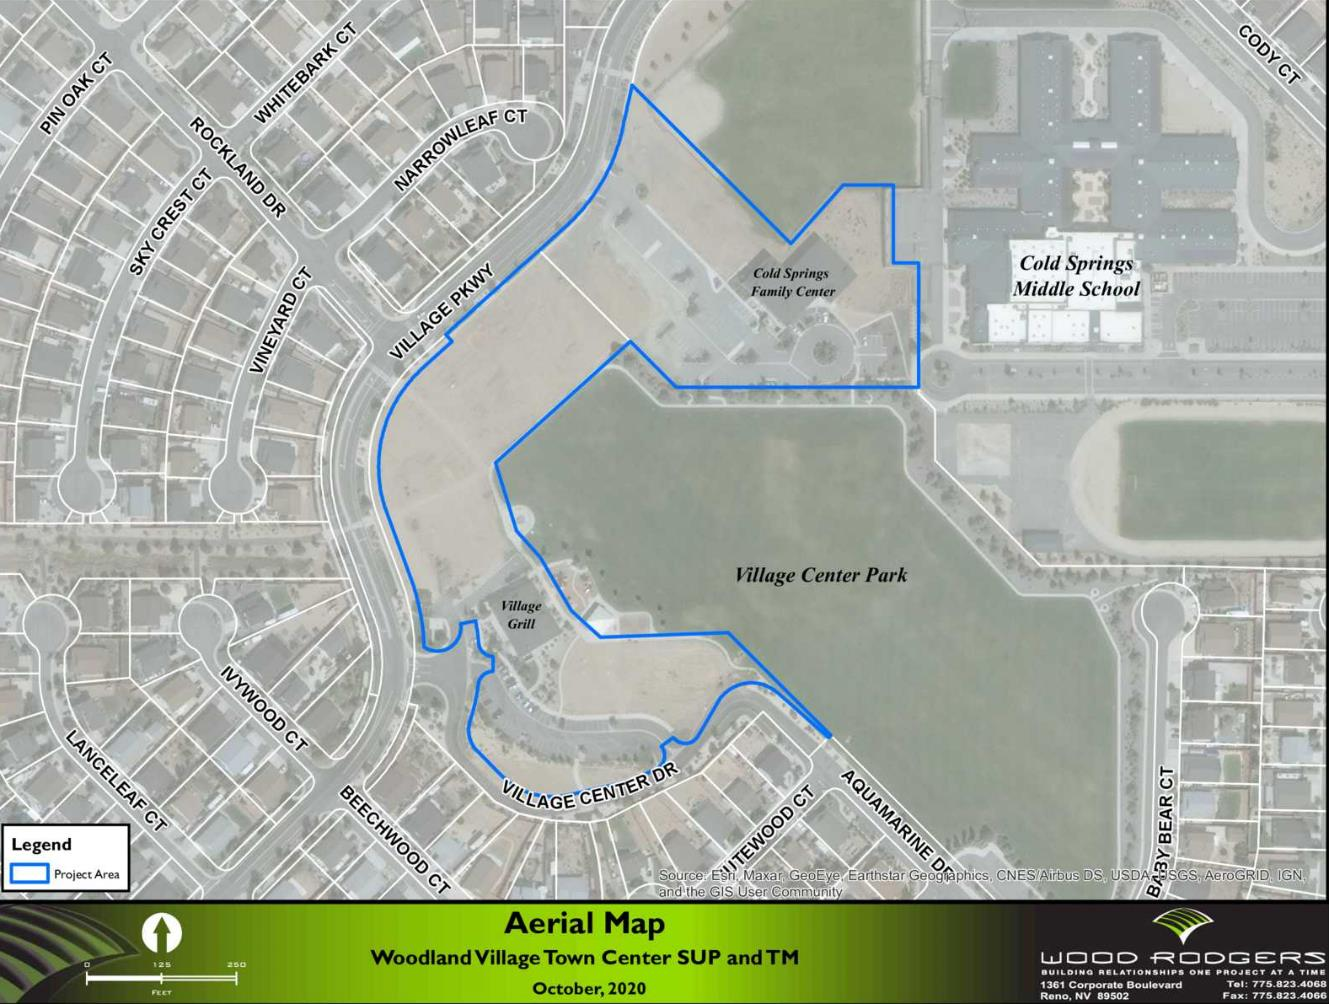 PIN OAK CT
WHITEBARK CT
CODY CT
ROCKLAND DR
NARROWLEAF CT
SKY CREST CT
VINEYARD CT
VILLAGE PKWY
Cold Springs
Family Center
Cold Springs
Middle School
Village Center Park
Village
Grill
IVYWOOD CT
LANCELEAF CT
BEECHWOOD CT
VILLAGE CENTER DR
AQUAMARINE DR
BABY BEAR CT
Legend
Project Area
Source: Esri, Maxar, GeoEye, Earthstar Geographics, CNES/Airbus DS, USDA, USGS, AeroGRID, IGN,
and the GIS User Community
0 125 250
FEET
Aerial Map
Woodland Village Town Center SUP and TM
October, 2020
WOOD RODGERS
BUILDING RELATIONSHIPS ONE PROJECT AT A TIME
1361 Corporate Boulevard Tel: 775.823.4068
Reno, NV 89502 Fax: 775.823.4066